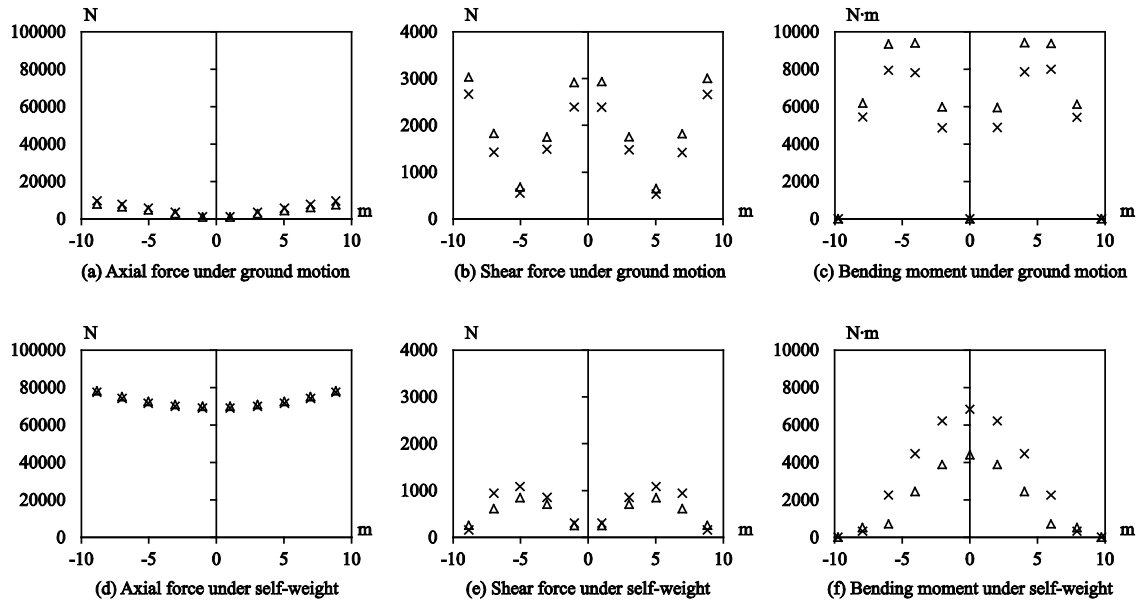 N
100000
80000
60000
40000
20000
0
-10 -5 0 5 10
m
(a) Axial force under ground motion
N
4000
3000
2000
1000
0
-10 -5 0 5 10
m
(b) Shear force under ground motion
N·m
10000
8000
6000
4000
2000
0
-10 -5 0 5 10
m
(c) Bending moment under ground motion
N
100000
80000
60000
40000
20000
0
-10 -5 0 5 10
m
(d) Axial force under self-weight
N
4000
3000
2000
1000
0
-10 -5 0 5 10
m
(e) Shear force under self-weight
N·m
10000
8000
6000
4000
2000
0
-10 -5 0 5 10
m
(f) Bending moment under self-weight